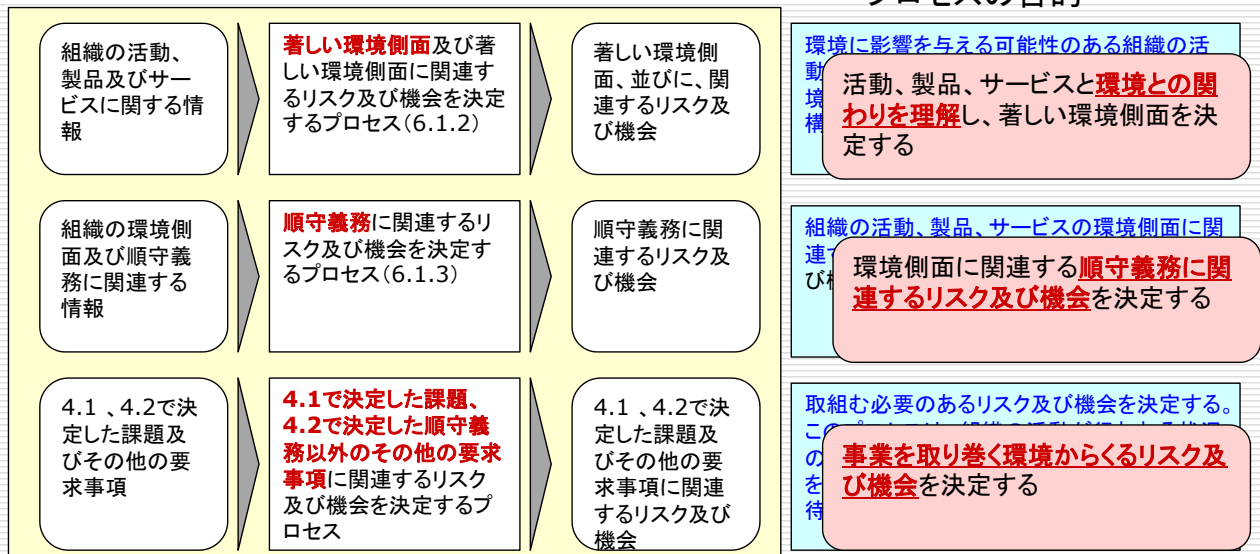 プロセスの目的
組織の活動、
製品及びサー
ビスに関する情
報
著しい環境側面及び著
しい環境側面に関連す
るリスク及び機会を決定
するプロセス(6.1.2)
著しい環境側
面、並びに、関
連するリスク及
び機会
環境に影響を与える可能性のある組織の活
動
境
構
活動、製品、サービスと環境との関
わりを理解し、著しい環境側面を決
定する
組織の環境側
面及び順守義
務に関連する
情報
順守義務に関連するリ
スク及び機会を決定す
るプロセス(6.1.3)
順守義務に関
連するリスク及
び機会
組織の活動、製品、サービスの環境側面に関
連
び
環境側面に関連する順守義務に関
連するリスク及び機会を決定する
4.1 、4.2で決
定した課題及
びその他の要
求事項
4.1で決定した課題、
4.2で決定した順守義
務以外のその他の要求
事項に関連するリスク
及び機会を決定するプ
ロセス
4.1 、4.2で決
定した課題及
びその他の要
求事項に関連
するリスク及び
機会
取組む必要のあるリスク及び機会を決定する。
の
を
待
事業を取り巻く環境からくるリスク及
び機会を決定する